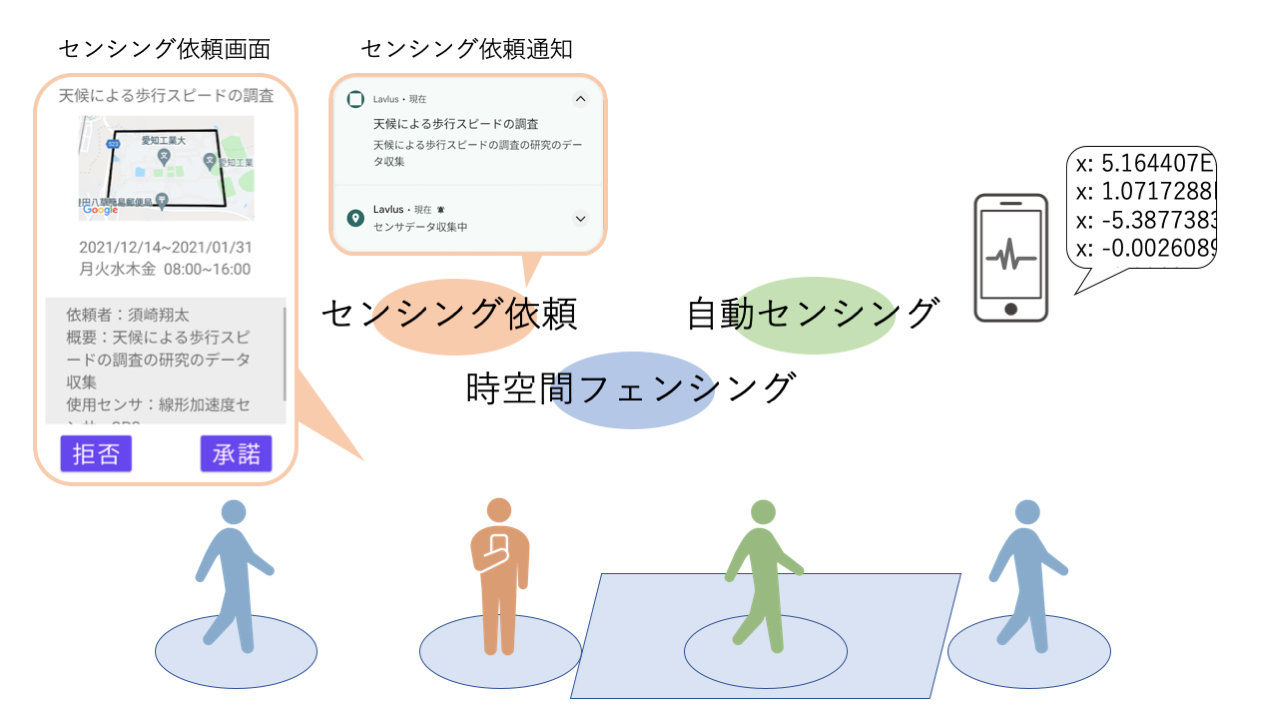 センシング依頼画面
天候による歩行スピードの調査
愛知工業大
愛知工業
簡易郵便局
Google
2021/12/14~2021/01/31
月火水木金 08:00~16:00
依頼者：須崎翔太
概要：天候による歩行スピ
ードの調査の研究のデータ
収集
使用センサ：線形加速度セ
拒否
承諾
センシング依頼通知
Lavlus・現在
天候による歩行スピードの調査
天候による歩行スピードの調査の研究のデー
タ収集
Lavlus・現在
センサデータ収集中
センシング依頼
自動センシング
時空間フェンシング
x: 5.164407E
x: 1.0717288
x: -5.3877383
x: -0.0026089